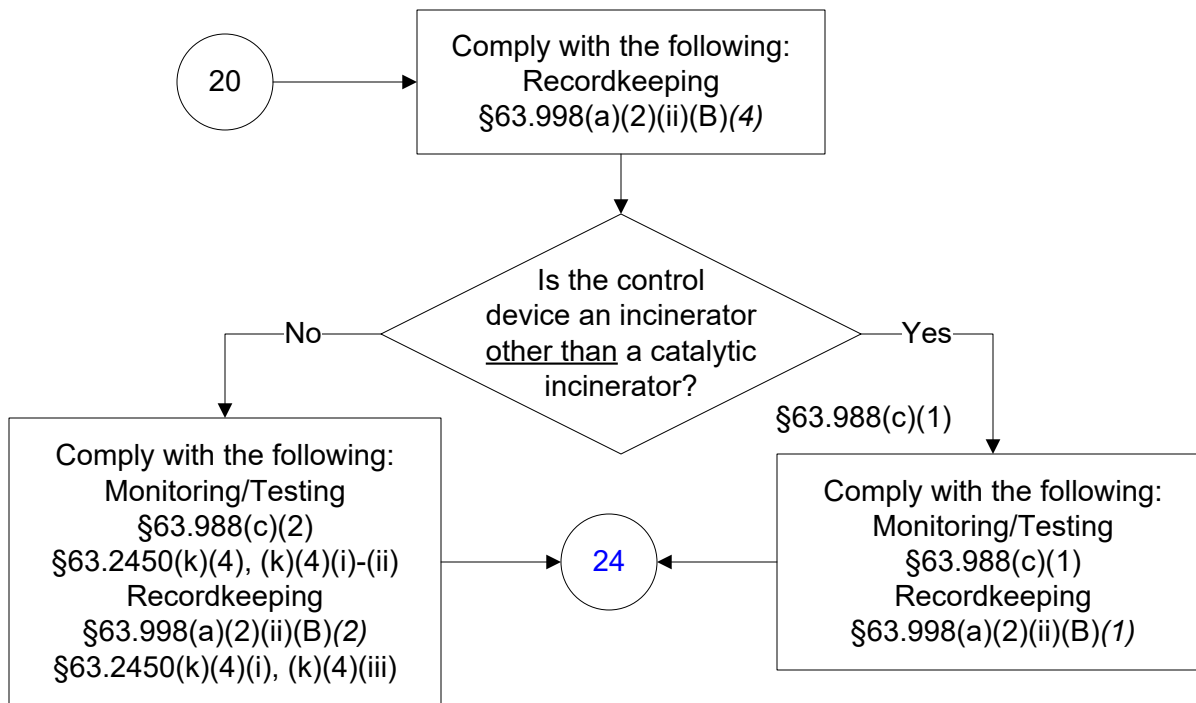 20
Comply with the following:
Recordkeeping
§63.998(a)(2)(ii)(B)(4)
Is the control
device an incinerator
other than a catalytic
incinerator?
No
Yes
§63.988(c)(1)
Comply with the following:
Monitoring/Testing
§63.988(c)(2)
§63.2450(k)(4), (k)(4)(i)-(ii)
Recordkeeping
§63.998(a)(2)(ii)(B)(2)
§63.2450(k)(4)(i), (k)(4)(iii)
24
Comply with the following:
Monitoring/Testing
§63.988(c)(1)
Recordkeeping
§63.998(a)(2)(ii)(B)(1)